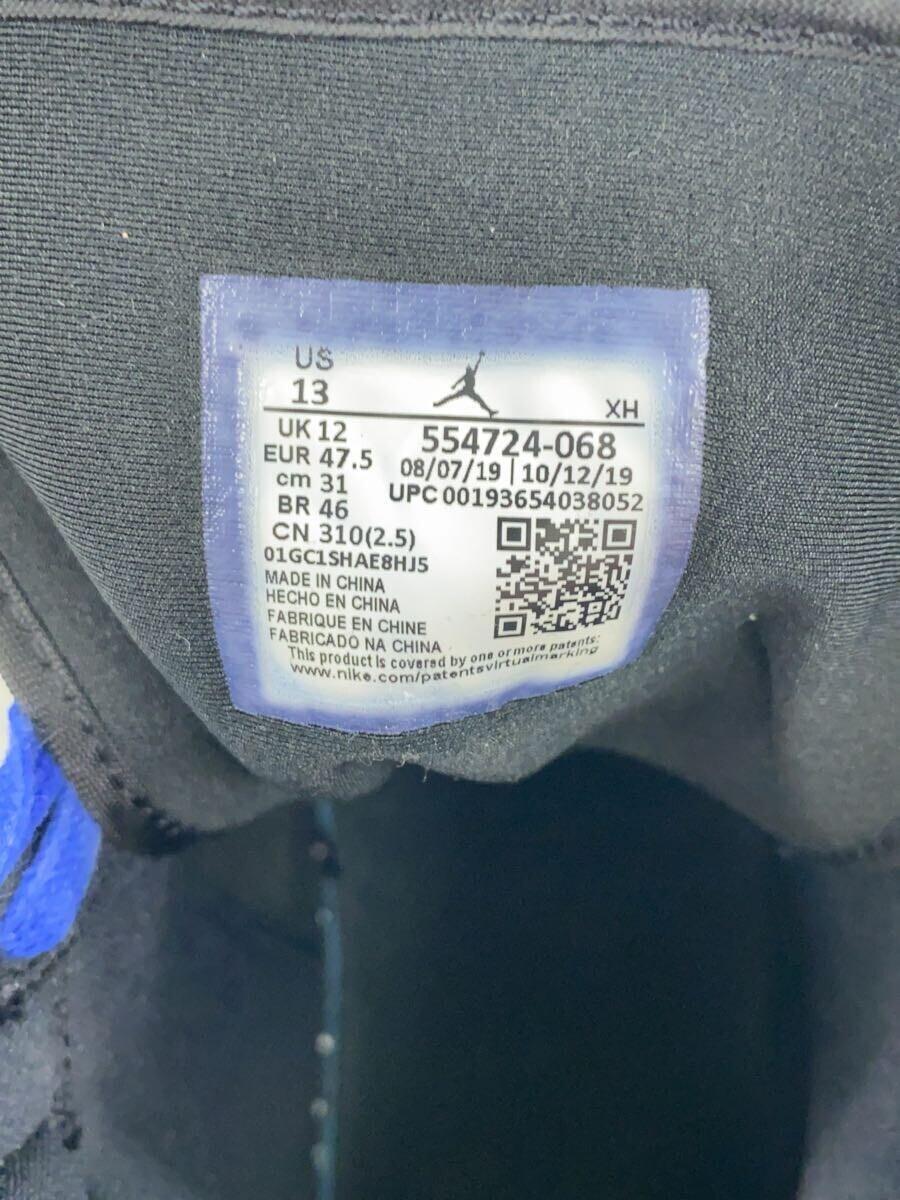 US
13
XH
UK 12
EUR 47.5
cm 31
BR 46
CN 310(2.5)
554724-068
08/07/19 | 10/12/19
UPC 00193654038052
01GC1SHAE8HJ5
MADE IN CHINA
HECHO EN CHINA
FABRIQUE EN CHINE
FABRICADO NA CHINA
This product is covered by one or more patents:
www.nike.com/patentsvirtualmarking